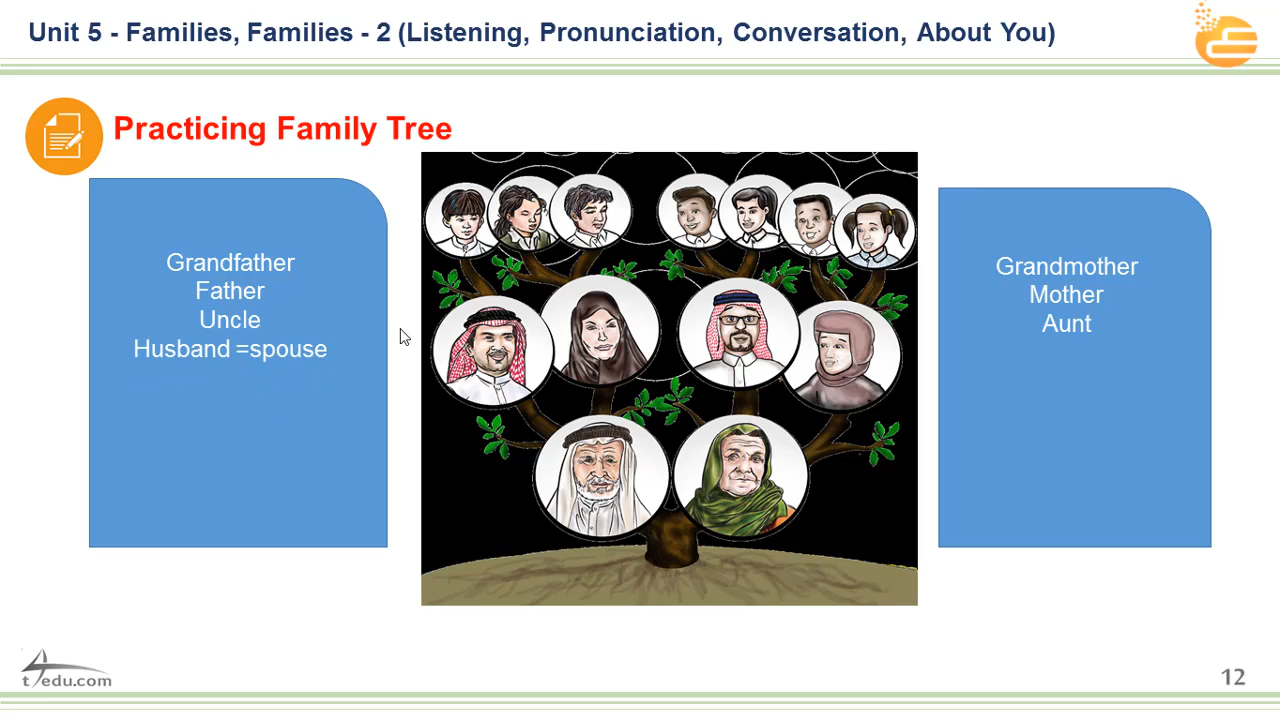 Unit 5 - Families, Families - 2 (Listening, Pronunciation, Conversation, About You)
Practicing Family Tree
Grandfather
Father
Uncle
Husband =spouse
Grandmother
Mother
Aunt
t4edu.com
12